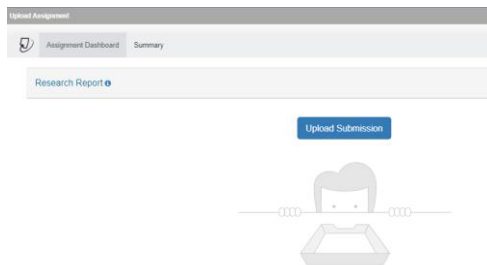 Upload Assignment
Assignment Dashboard Summary
Research Report
Upload Submission